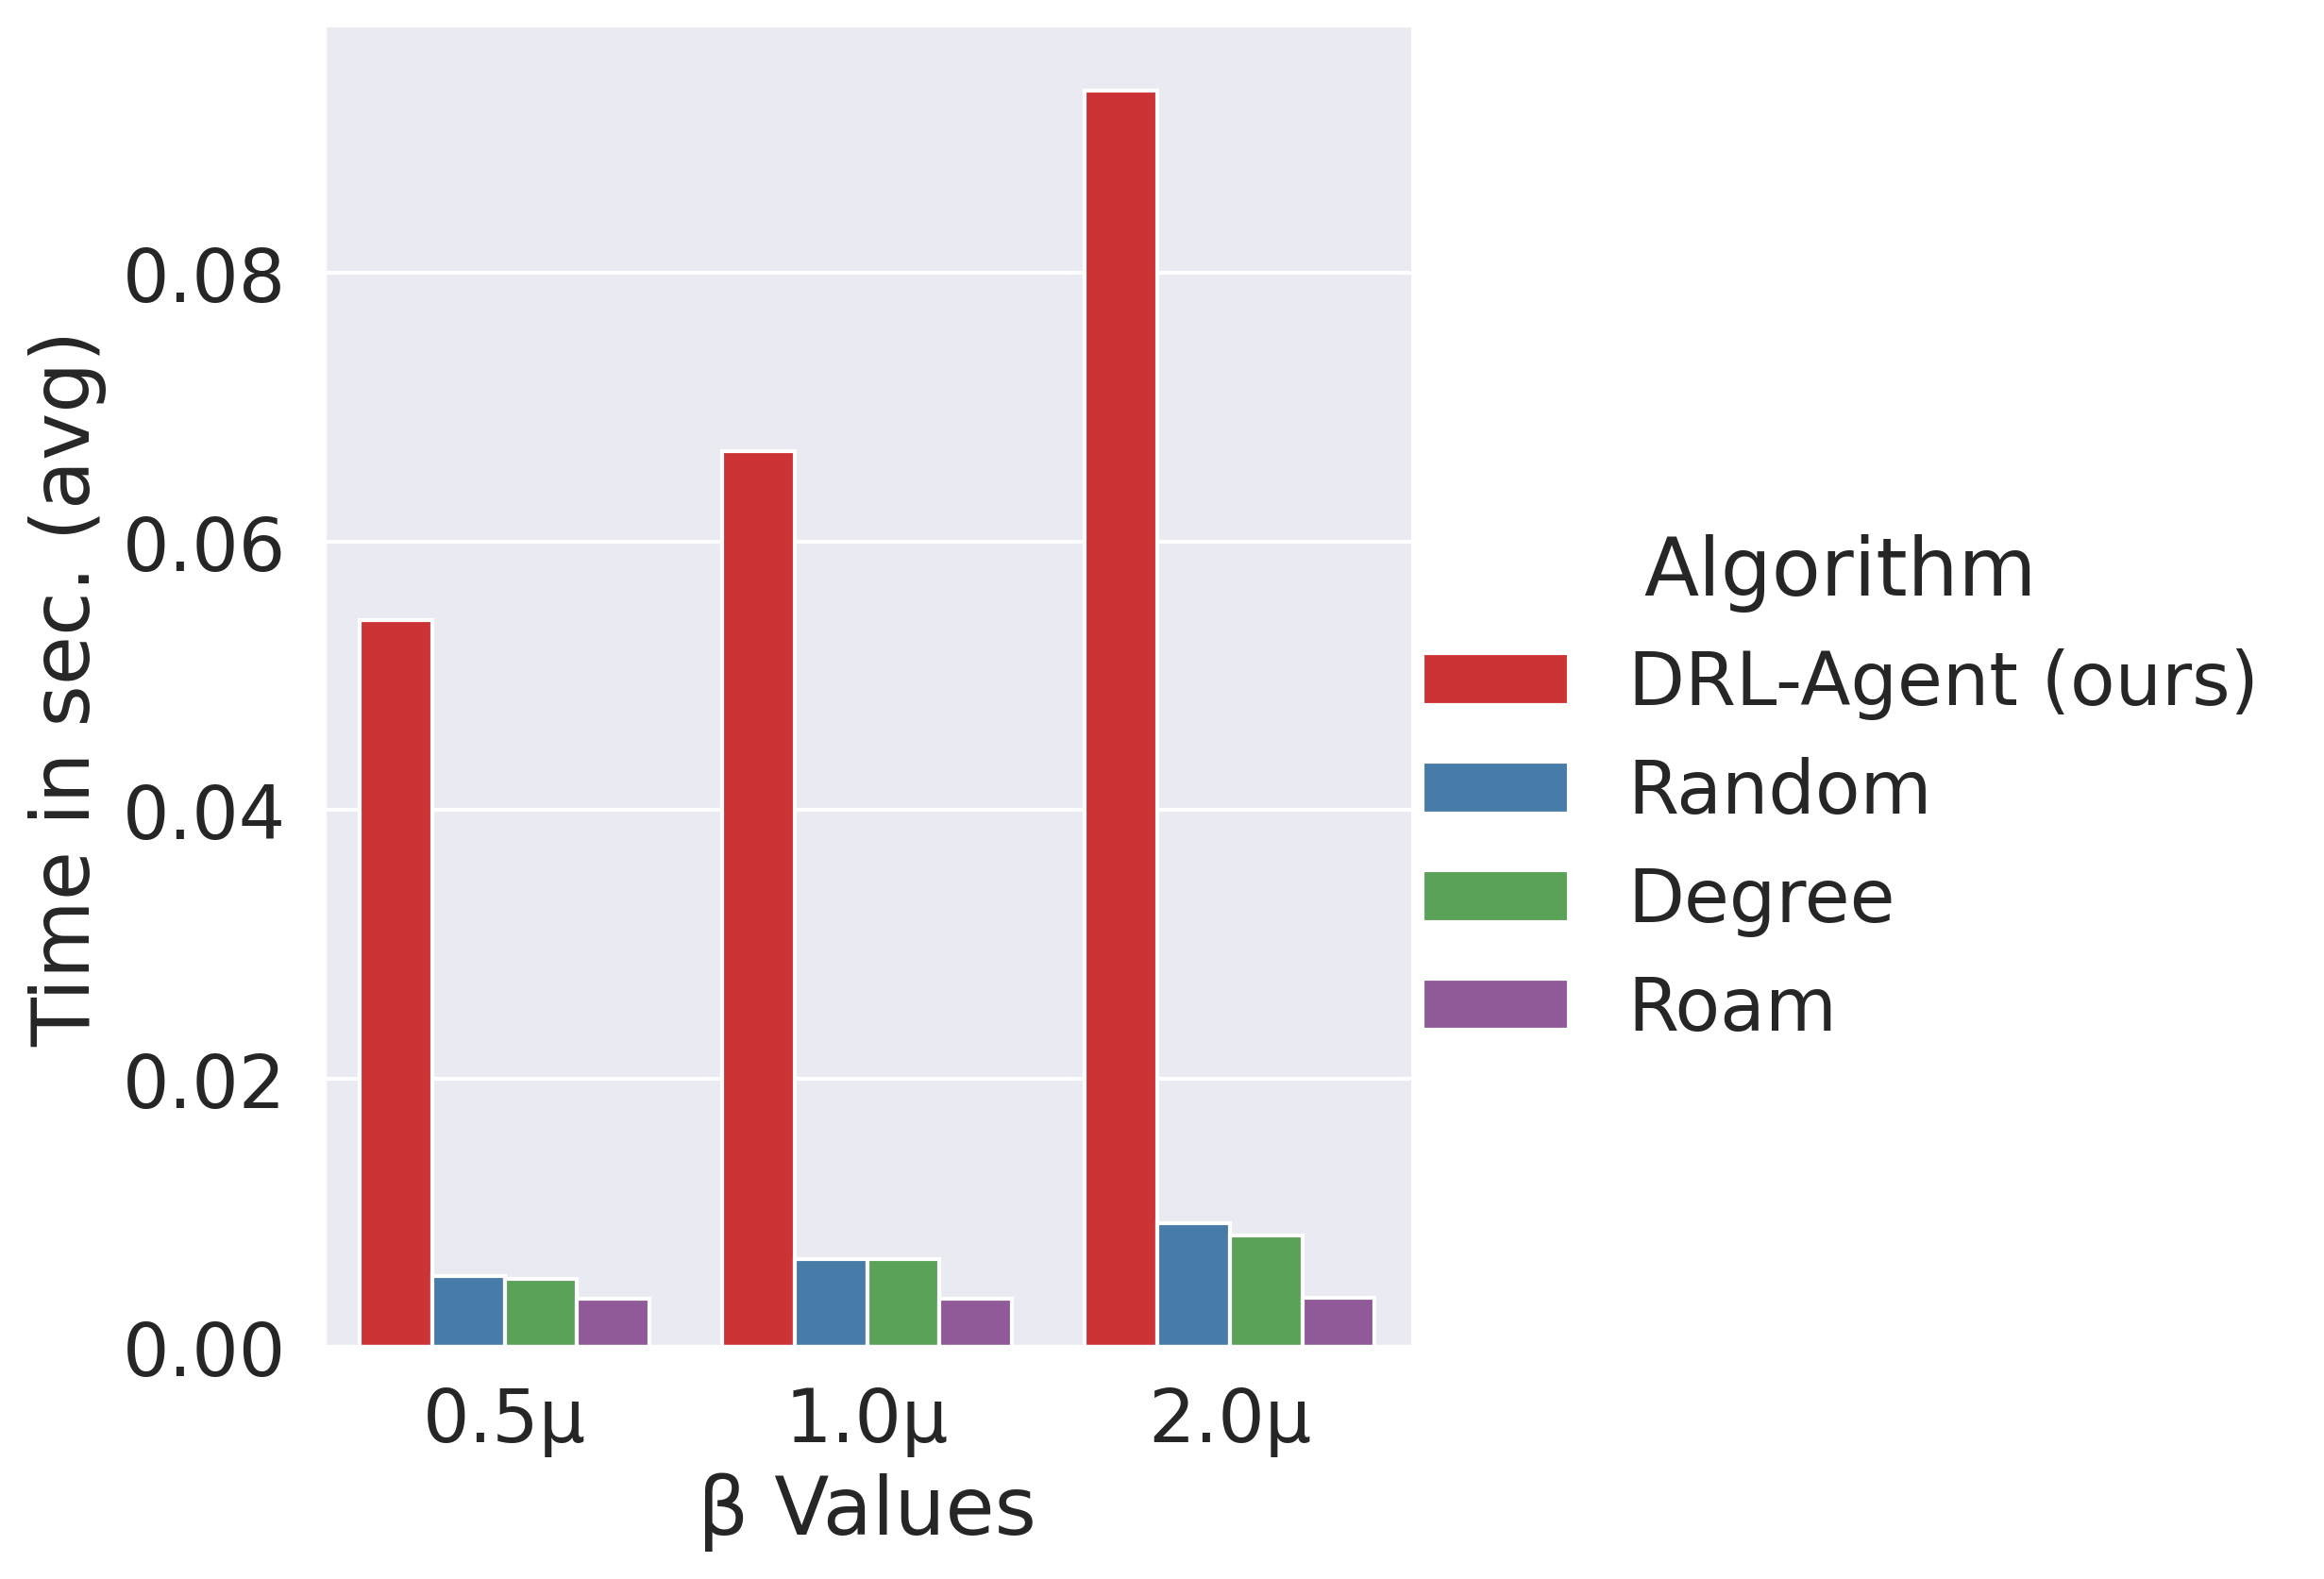 Time in sec. (avg)
0.08
0.06
0.04
0.02
0.00
0.5μ 1.0μ 2.0μ
β Values
Algorithm
DRL-Agent (ours)
Random
Degree
Roam